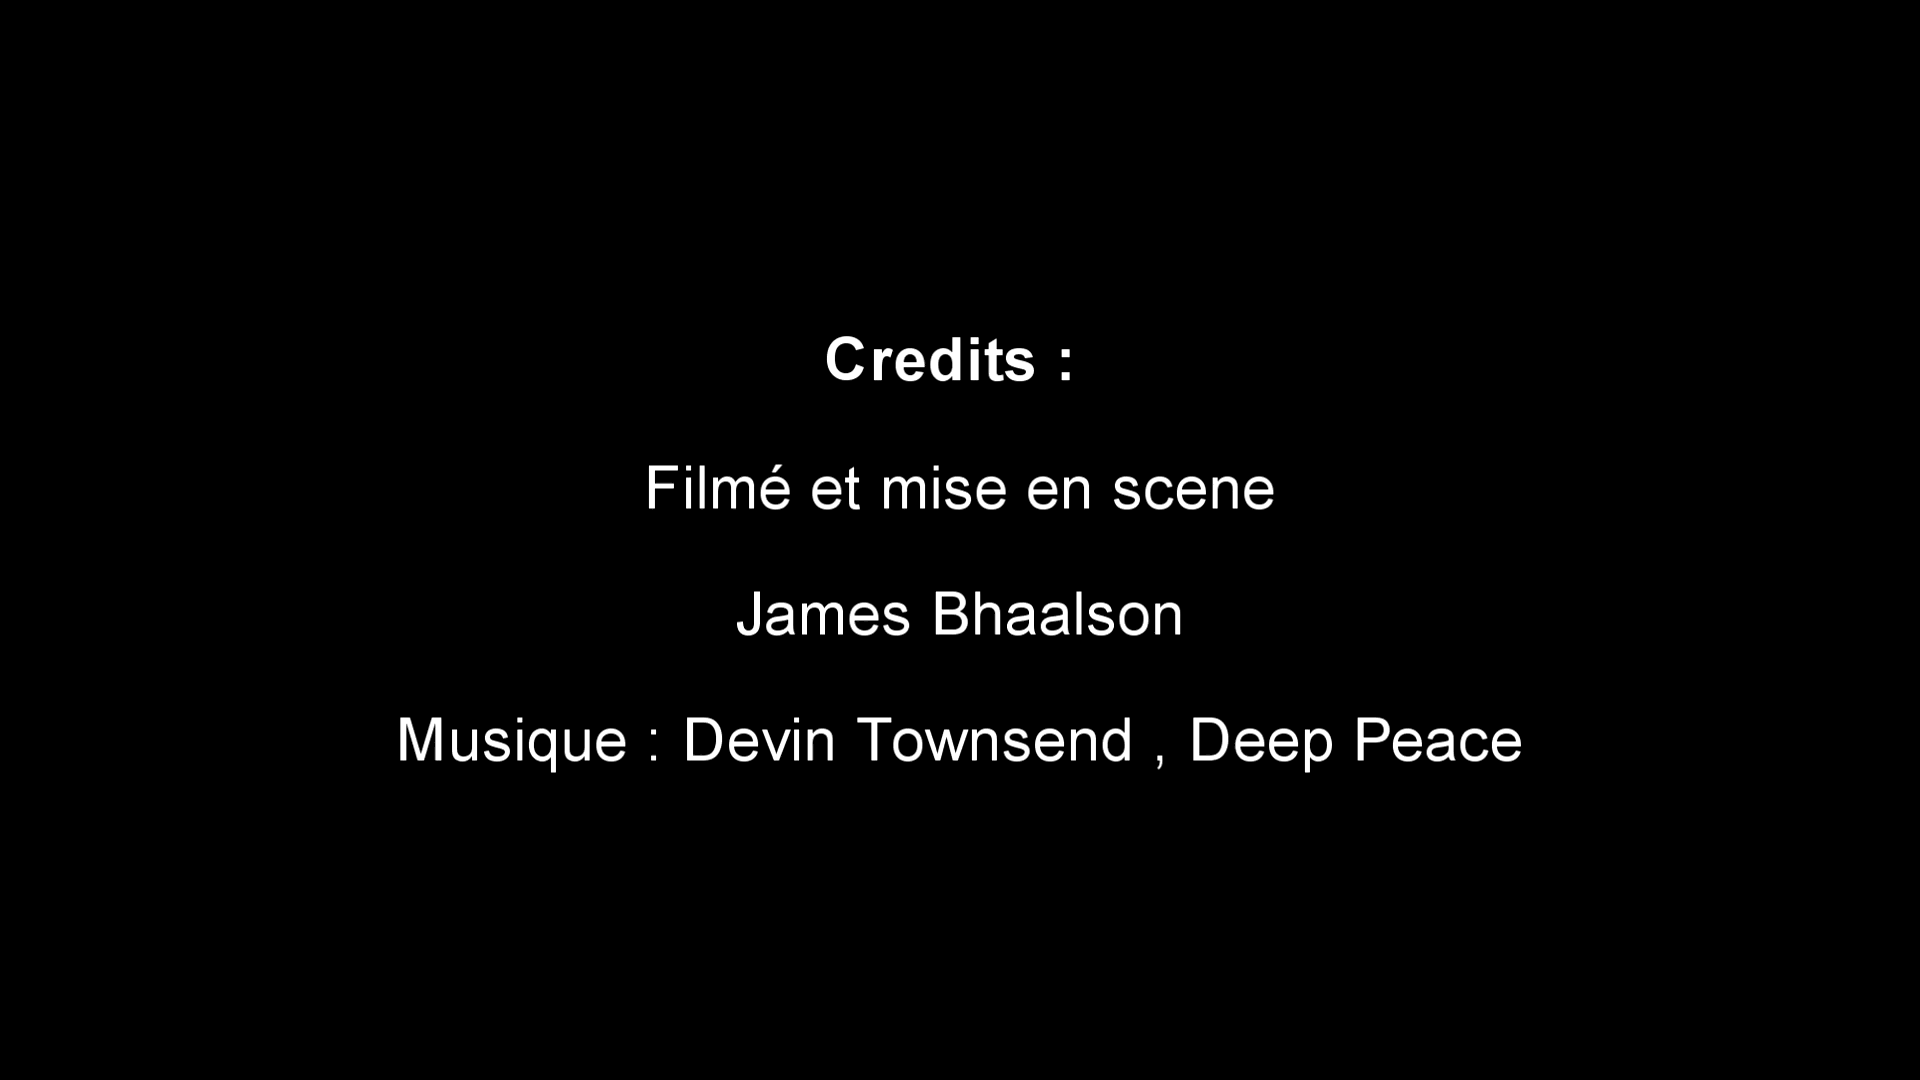 Credits :
Filmé et mise en scene
James Bhaalson
Musique : Devin Townsend , Deep Peace